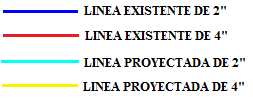 LINEA EXISTENTE DE 2"
LINEA EXISTENTE DE 4"
LINEA PROYECTADA DE 2"
LINEA PROYECTADA DE 4"